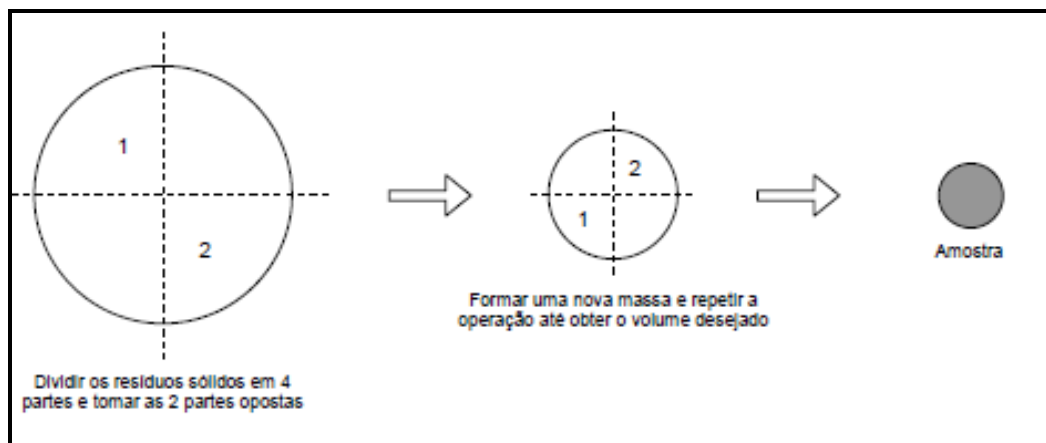 1
2
Dividir os resíduos sólidos em 4
partes e tomar as 2 partes opostas
2
1
Formar uma nova massa e repetir a
operação até obter o volume desejado
Amostra